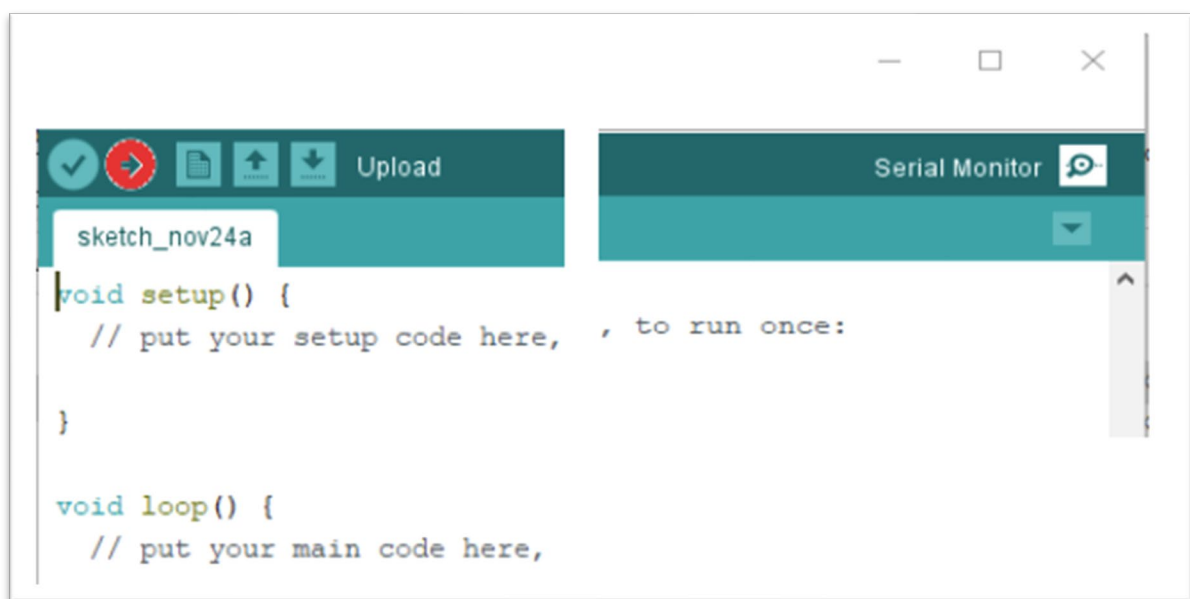 Upload
Serial Monitor
sketch_nov24a
void setup() {
// put your setup code here,
, to run once:
}
void loop() {
// put your main code here,